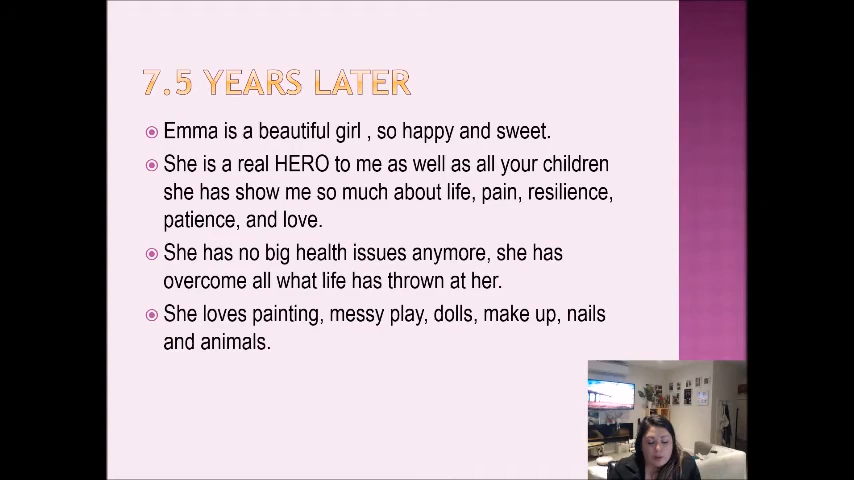 7.5 YEARS LATER
Emma is a beautiful girl , so happy and sweet.
She is a real HERO to me as well as all your children
she has show me so much about life, pain, resilience,
patience, and love.
She has no big health issues anymore, she has
overcome all what life has thrown at her.
She loves painting, messy play, dolls, make up, nails
and animals.